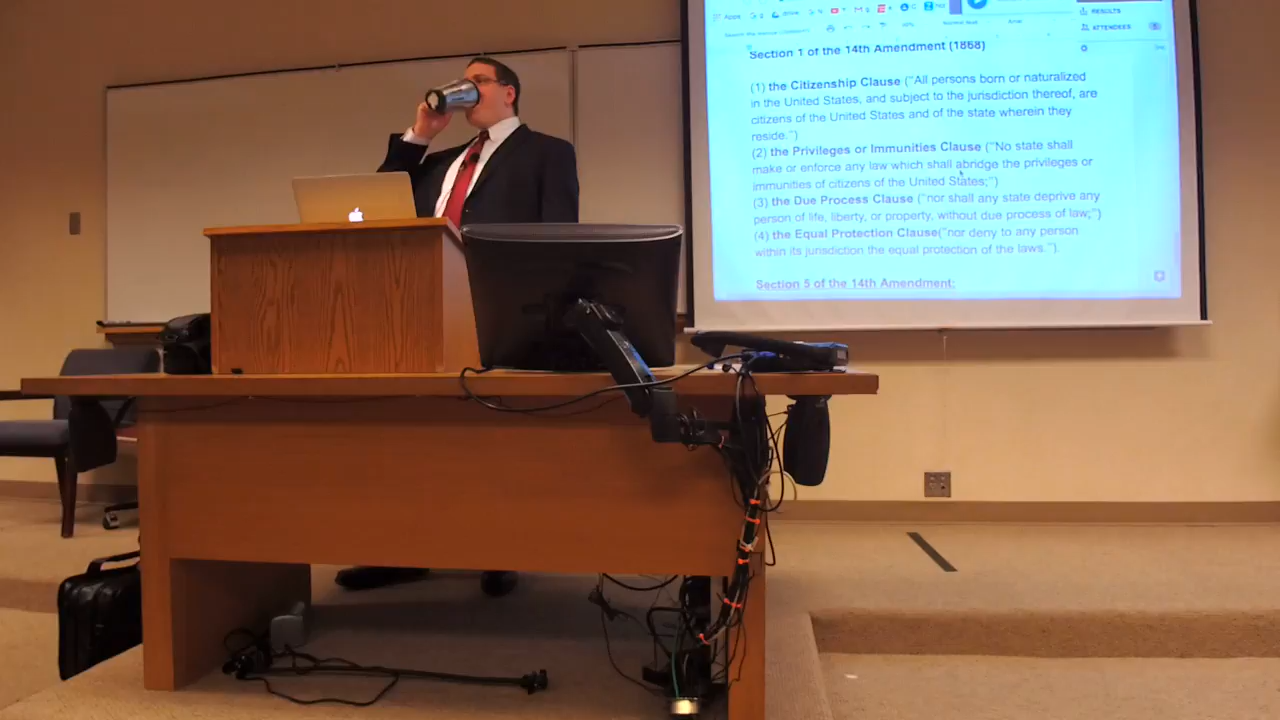 Apps
RESULTS
ATTENDEES
Normal text
Arial
Section 1 of the 14th Amendment (1868)
(1) the Citizenship Clause ("All persons born or naturalized
in the United States, and subject to the jurisdiction thereof, are
citizens of the United States and of the state wherein they
reside.")
(2) the Privileges or Immunities Clause ("No state shall
make or enforce any law which shall abridge the privileges or
immunities of citizens of the United States;")
(3) the Due Process Clause ("nor shall any state deprive any
person of life, liberty, or property, without due process of law;")
(4) the Equal Protection Clause("nor deny to any person
within its jurisdiction the equal protection of the laws.").
Section 5 of the 14th Amendment: